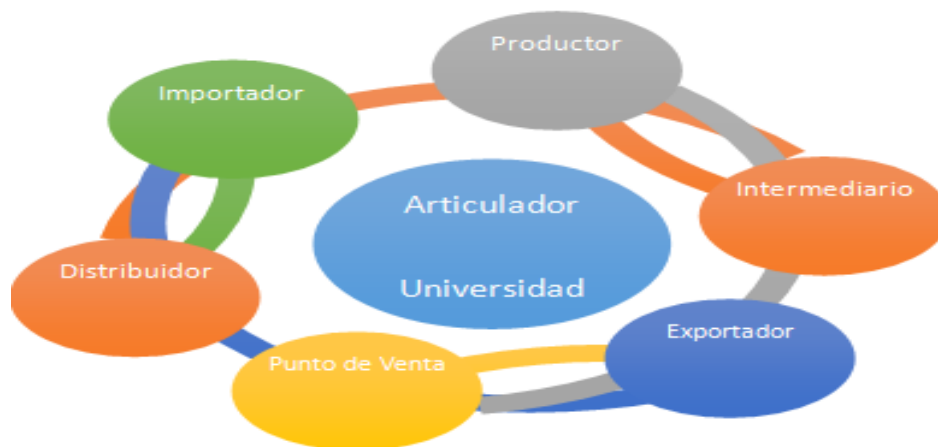 Productor
Importador
Intermediario
Articulador
Universidad
Distribuidor
Exportador
Punto de Venta